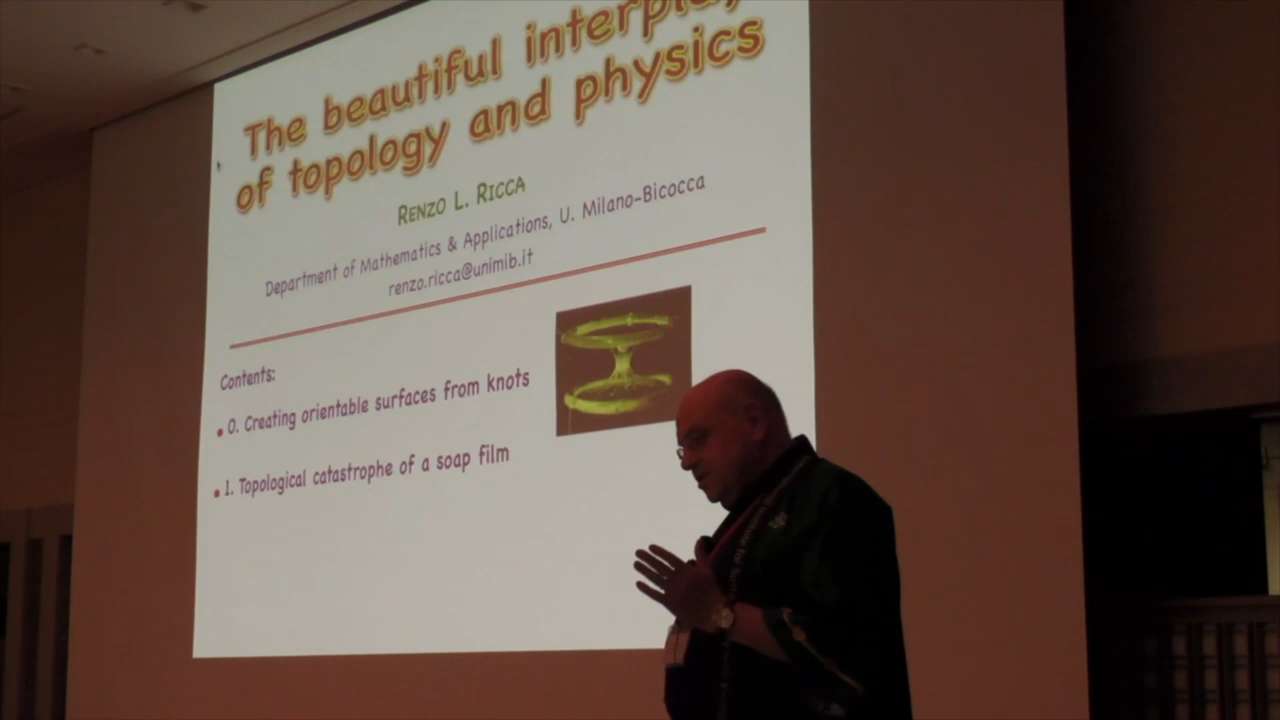 The beautiful
of topology and physics
RENZO L. RICCA
Department of Mathematics & Applications, U. Milano-Bicocca
renzo.ricca@unimib.it
Contents:
• 0. Creating orientable surfaces from knots
• 1. Topological catastrophe of a soap film